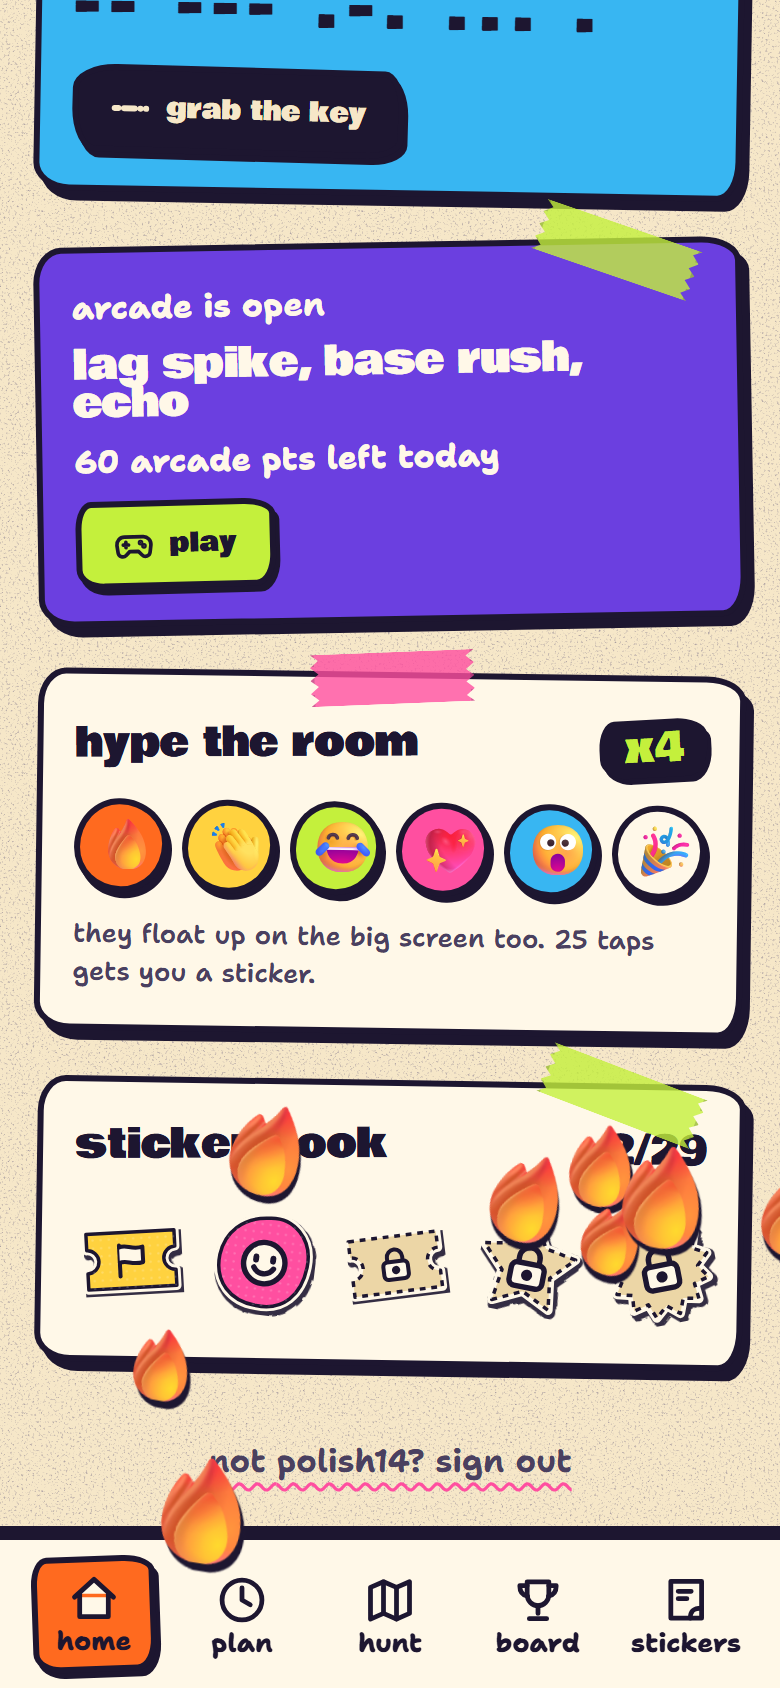 grab the key
arcade is open
lag spike, base rush,
echo
60 arcade pts left today
play
hype the room
x4
they float up on the big screen too. 25 taps
gets you a sticker.
not polish14? sign out
home
plan
hunt
board
stickers